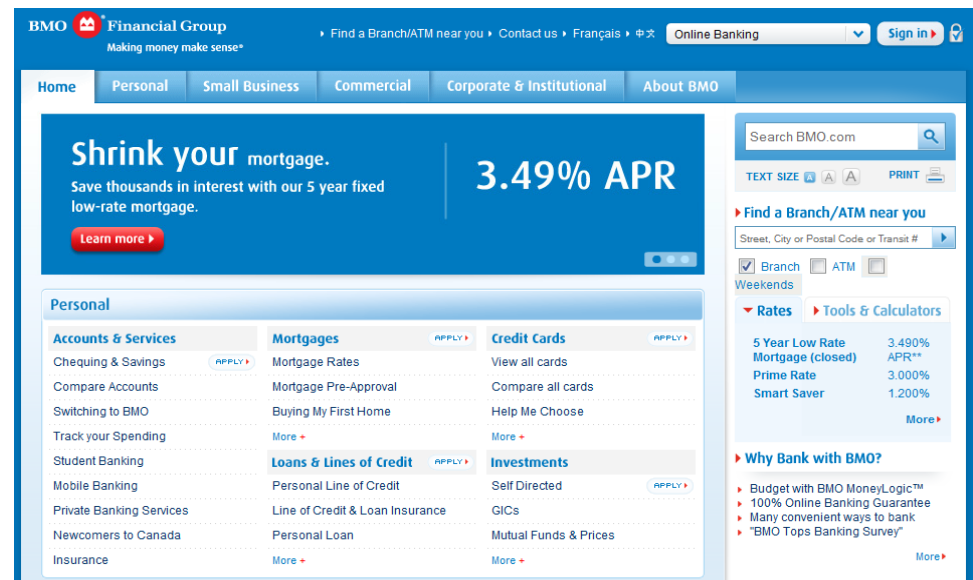 BMO Financial Group
Making money make sense®
Find a Branch/ATM near you Contact us Français 中文 Online Banking Sign in
Home Personal Small Business Commercial Corporate & Institutional About BMO
Shrink your mortgage.
Save thousands in interest with our 5 year fixed
low-rate mortgage.
Learn more
3.49% APR
Search BMO.com
TEXT SIZE A A A PRINT
Find a Branch/ATM near you
Street, City or Postal Code or Transit #
Branch ATM
Weekends
Rates Tools & Calculators
5 Year Low Rate 3.490%
Mortgage (closed) APR**
Prime Rate 3.000%
Smart Saver 1.200%
More
Why Bank with BMO?
Budget with BMO MoneyLogic™
100% Online Banking Guarantee
Many convenient ways to bank
"BMO Tops Banking Survey"
More
Personal
Accounts & Services
Chequing & Savings APPLY
Compare Accounts
Switching to BMO
Track your Spending
Student Banking
Mobile Banking
Private Banking Services
Newcomers to Canada
Insurance
Mortgages APPLY
Mortgage Rates
Mortgage Pre-Approval
Buying My First Home
More +
Loans & Lines of Credit APPLY
Personal Line of Credit
Line of Credit & Loan Insurance
Personal Loan
More +
Credit Cards APPLY
View all cards
Compare all cards
Help Me Choose
More +
Investments
Self Directed APPLY
GICs
Mutual Funds & Prices
More +